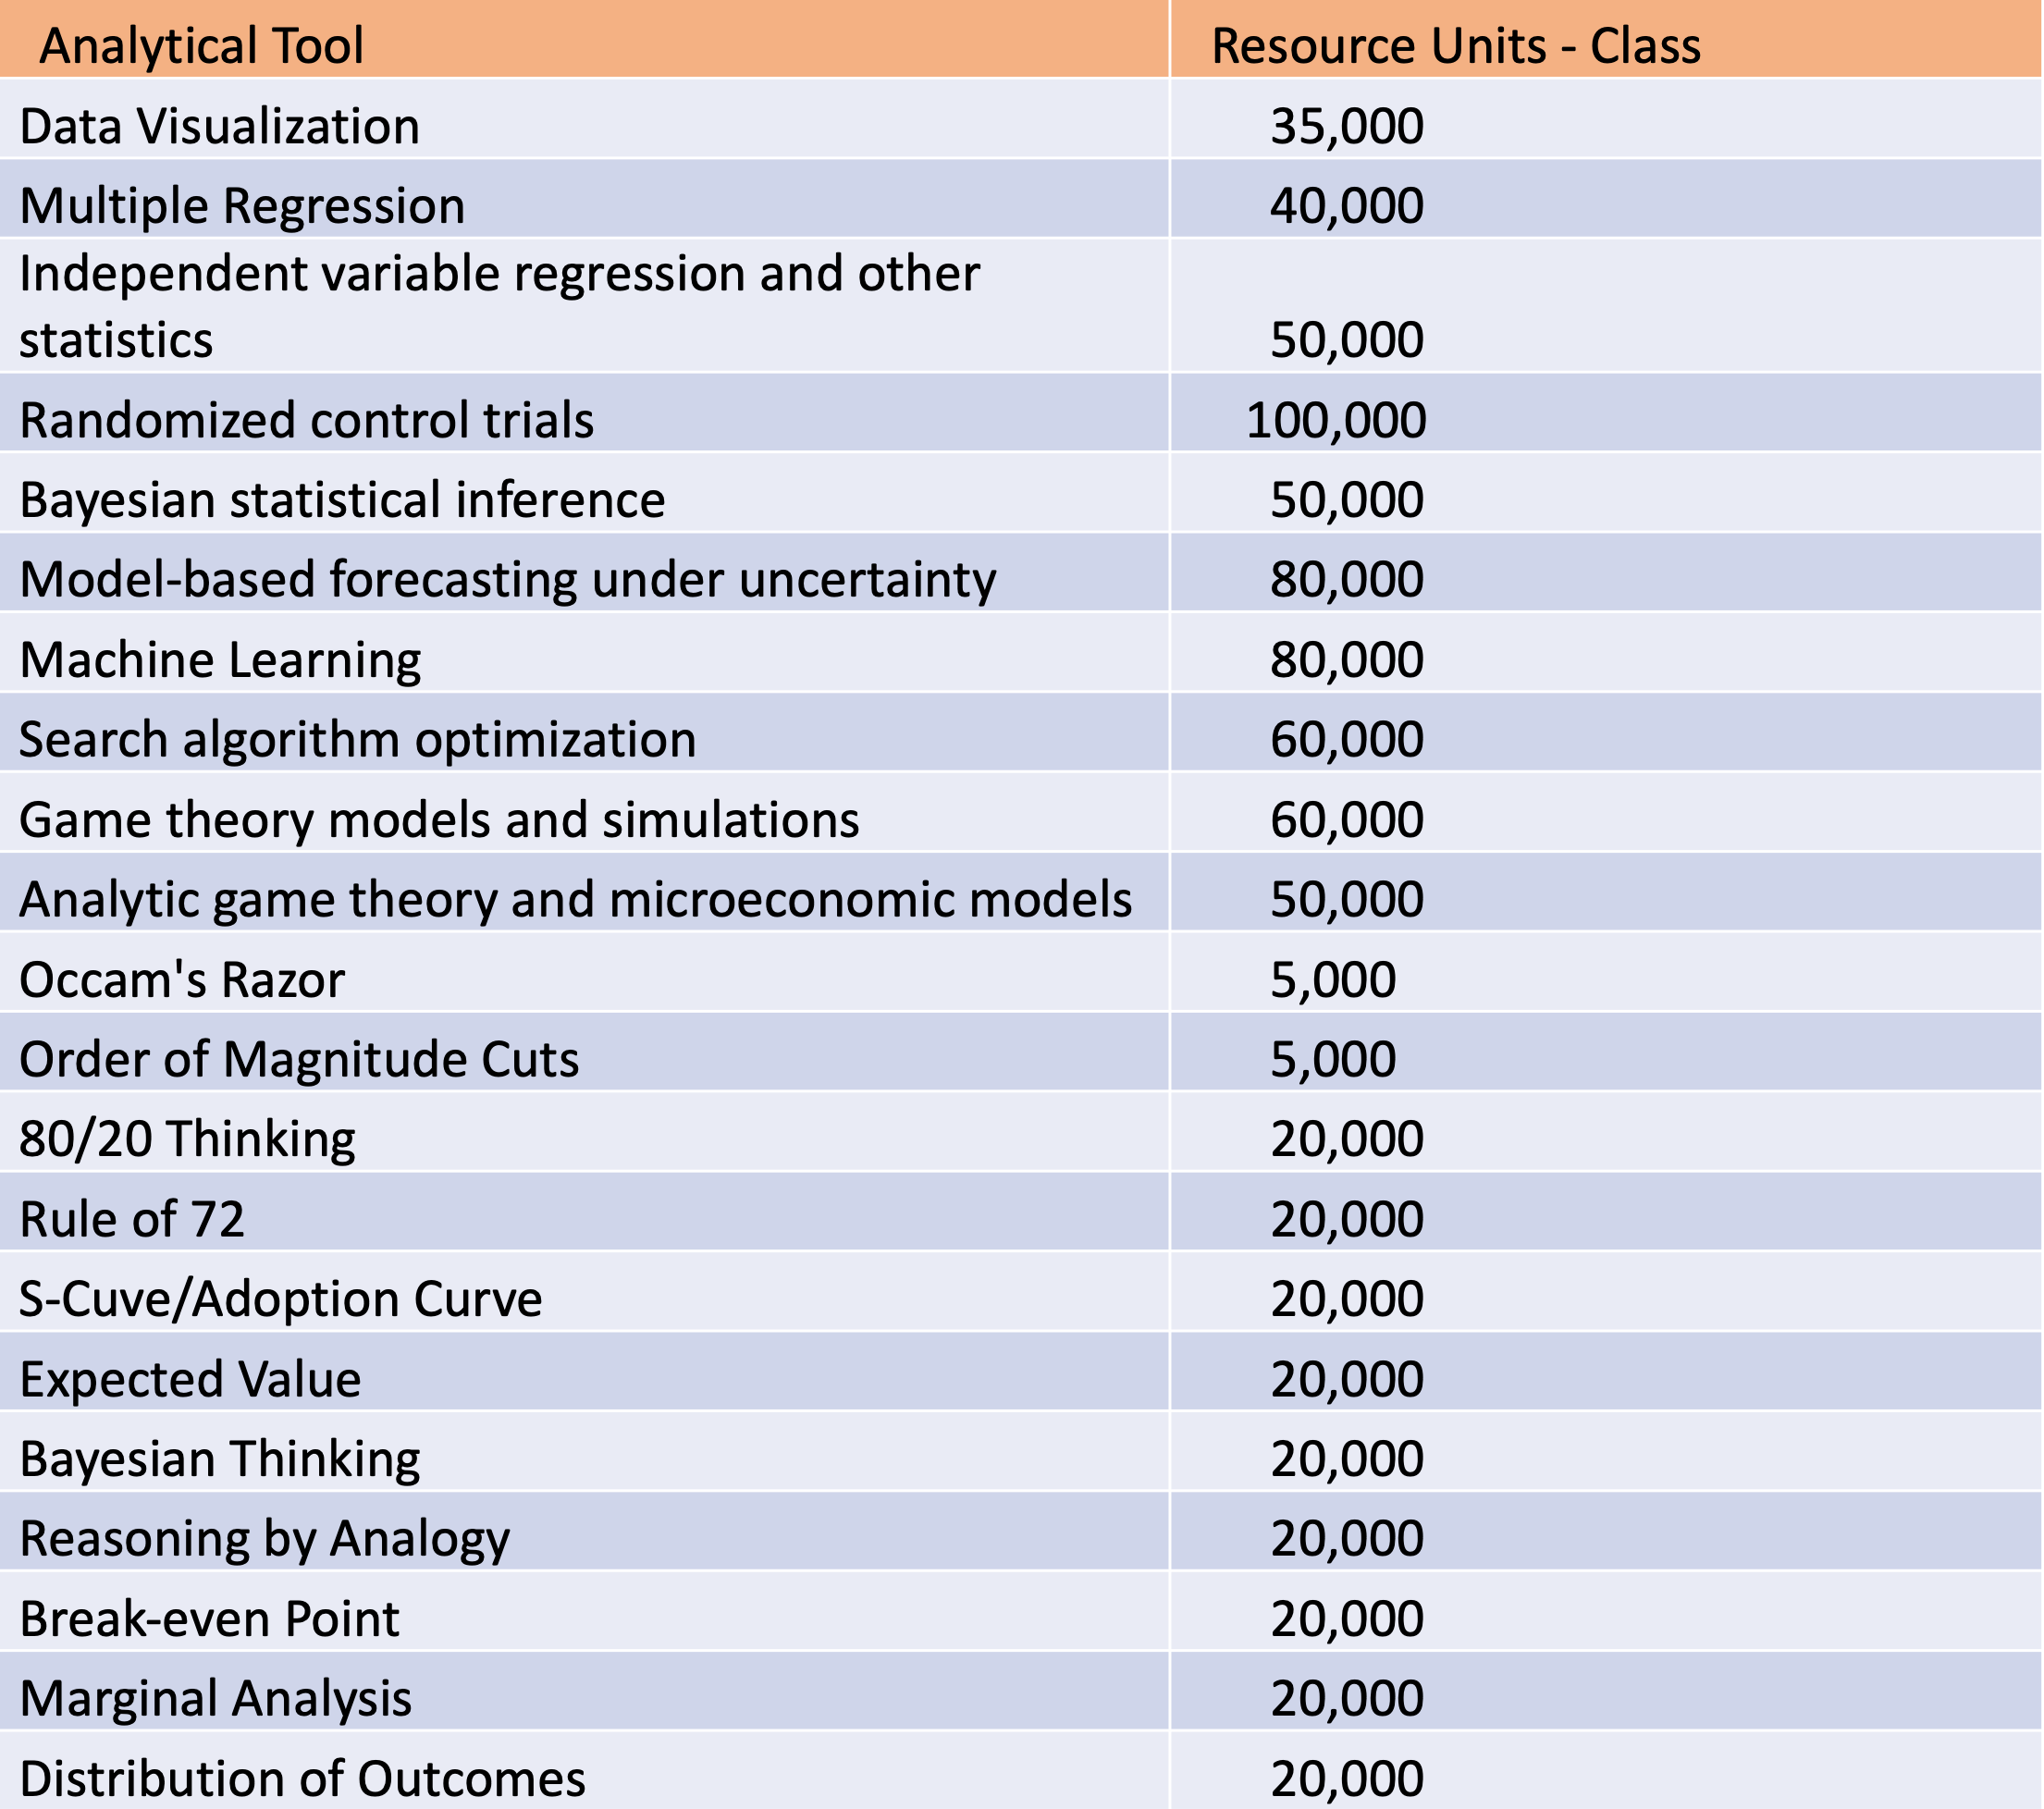 Analytical Tool Resource Units - Class
Data Visualization 35,000
Multiple Regression 40,000
Independent variable regression and other
statistics 50,000
Randomized control trials 100,000
Bayesian statistical inference 50,000
Model-based forecasting under uncertainty 80,000
Machine Learning 80,000
Search algorithm optimization 60,000
Game theory models and simulations 60,000
Analytic game theory and microeconomic models 50,000
Occam's Razor 5,000
Order of Magnitude Cuts 5,000
80/20 Thinking 20,000
Rule of 72 20,000
S-Cuve/Adoption Curve 20,000
Expected Value 20,000
Bayesian Thinking 20,000
Reasoning by Analogy 20,000
Break-even Point 20,000
Marginal Analysis 20,000
Distribution of Outcomes 20,000